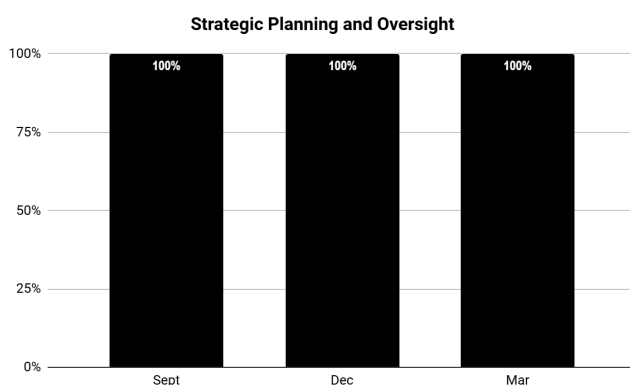 Strategic Planning and Oversight
100%
100%
100%
100%
75%
50%
25%
0%
Sept
Dec
Mar